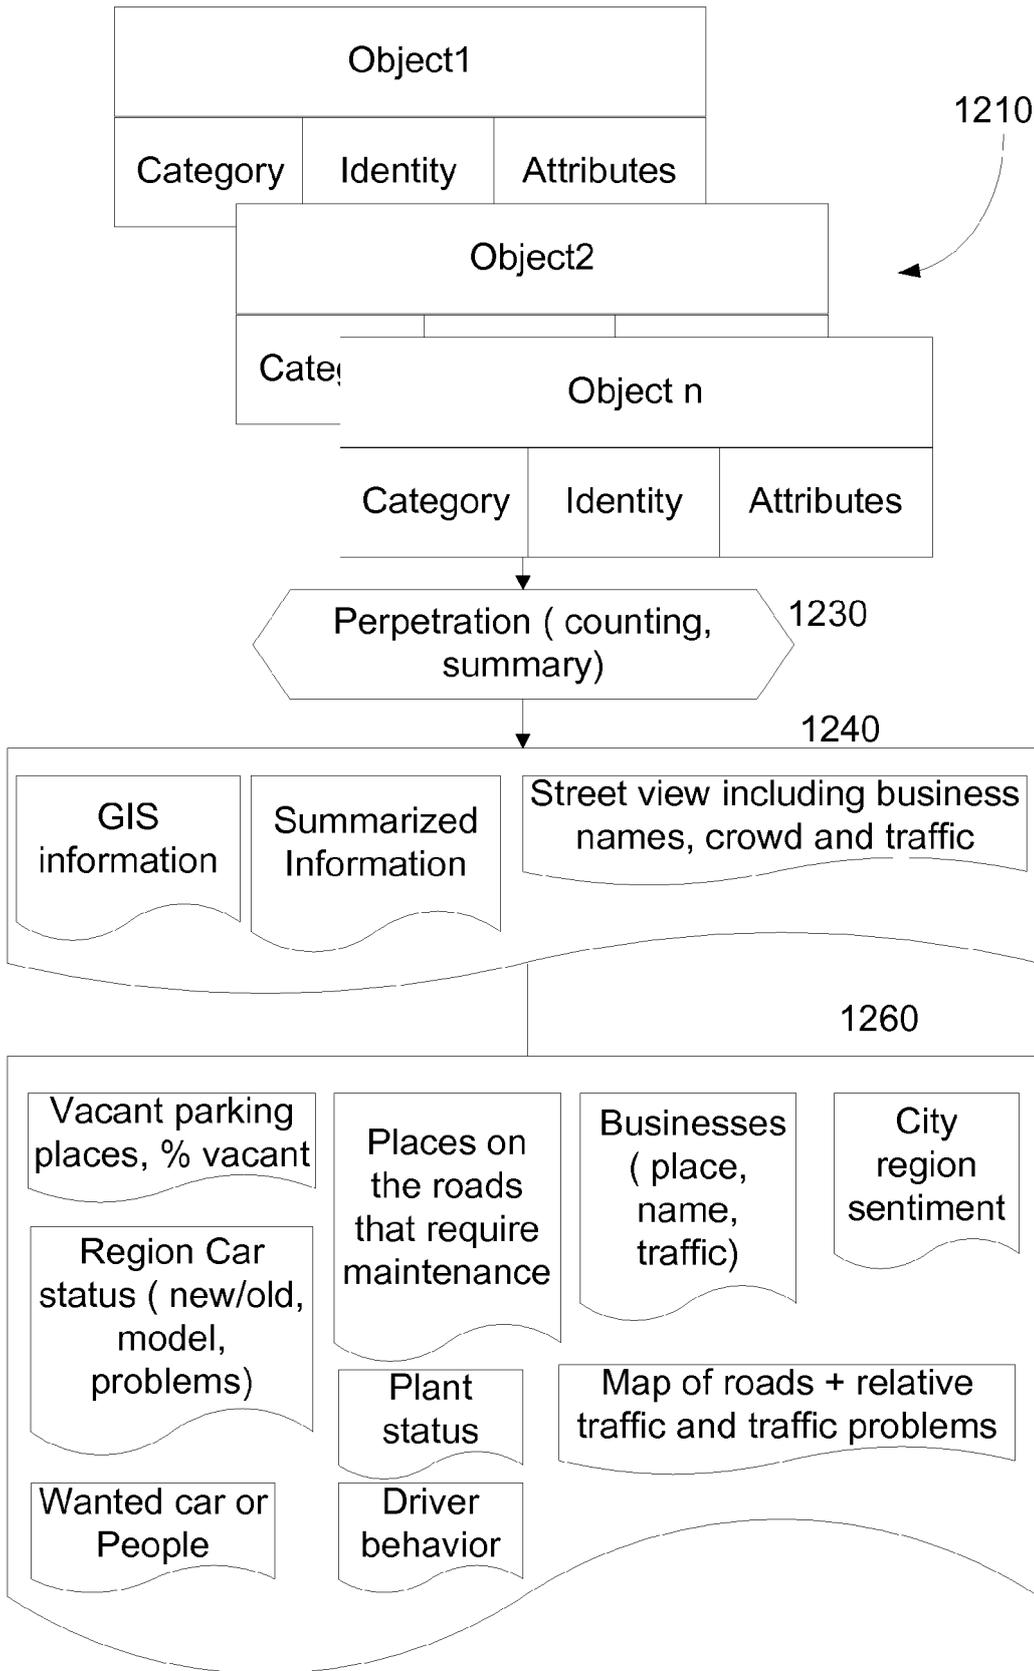 Object1
1210
Category Identity Attributes
Object2
Cate
Object n
Category Identity Attributes
Perpetration ( counting,
summary)
1230
1240
GIS
information
Summarized
Information
Street view including business
names, crowd and traffic
1260
Vacant parking
places, % vacant
Places on
the roads
that require
maintenance
Businesses
( place,
name,
traffic)
City
region
sentiment
Region Car
status ( new/old,
model,
problems)
Plant
status
Map of roads + relative
traffic and traffic problems
Wanted car or
People
Driver
behavior